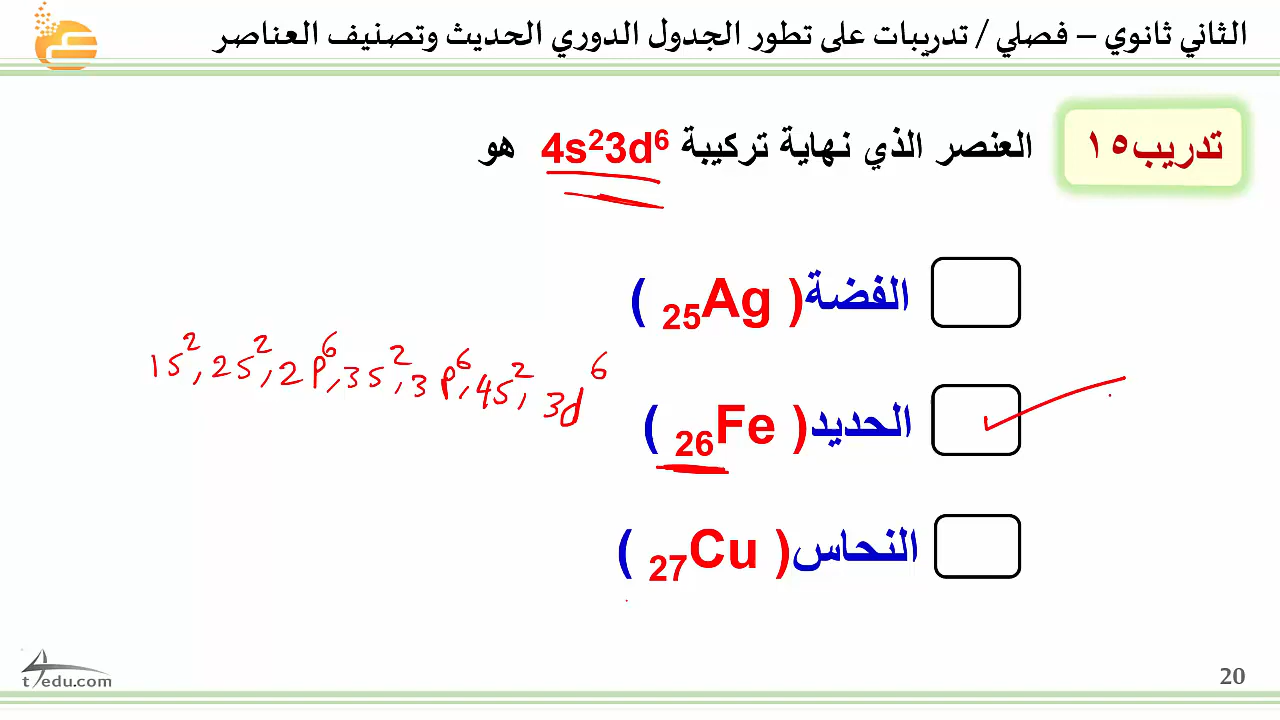 الثاني ثانوي – فصلي / تدريبات على تطور الجدول الدوري الحديث وتصنيف العناصر
تدريب١٥
العنصر الذي نهاية تركيبة 4s²3d⁶ هو
الفضة( ₂₅Ag )
1s², 2s², 2p⁶, 3s², 3p⁶, 4s², 3d⁶
الحديد( ₂₆Fe )
النحاس( ₂₇Cu )
t4edu.com
20